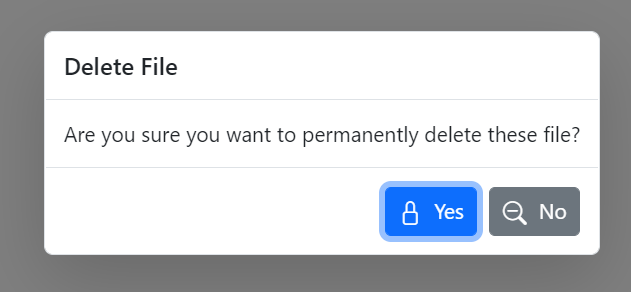 Delete File
Are you sure you want to permanently delete these file?
Yes No